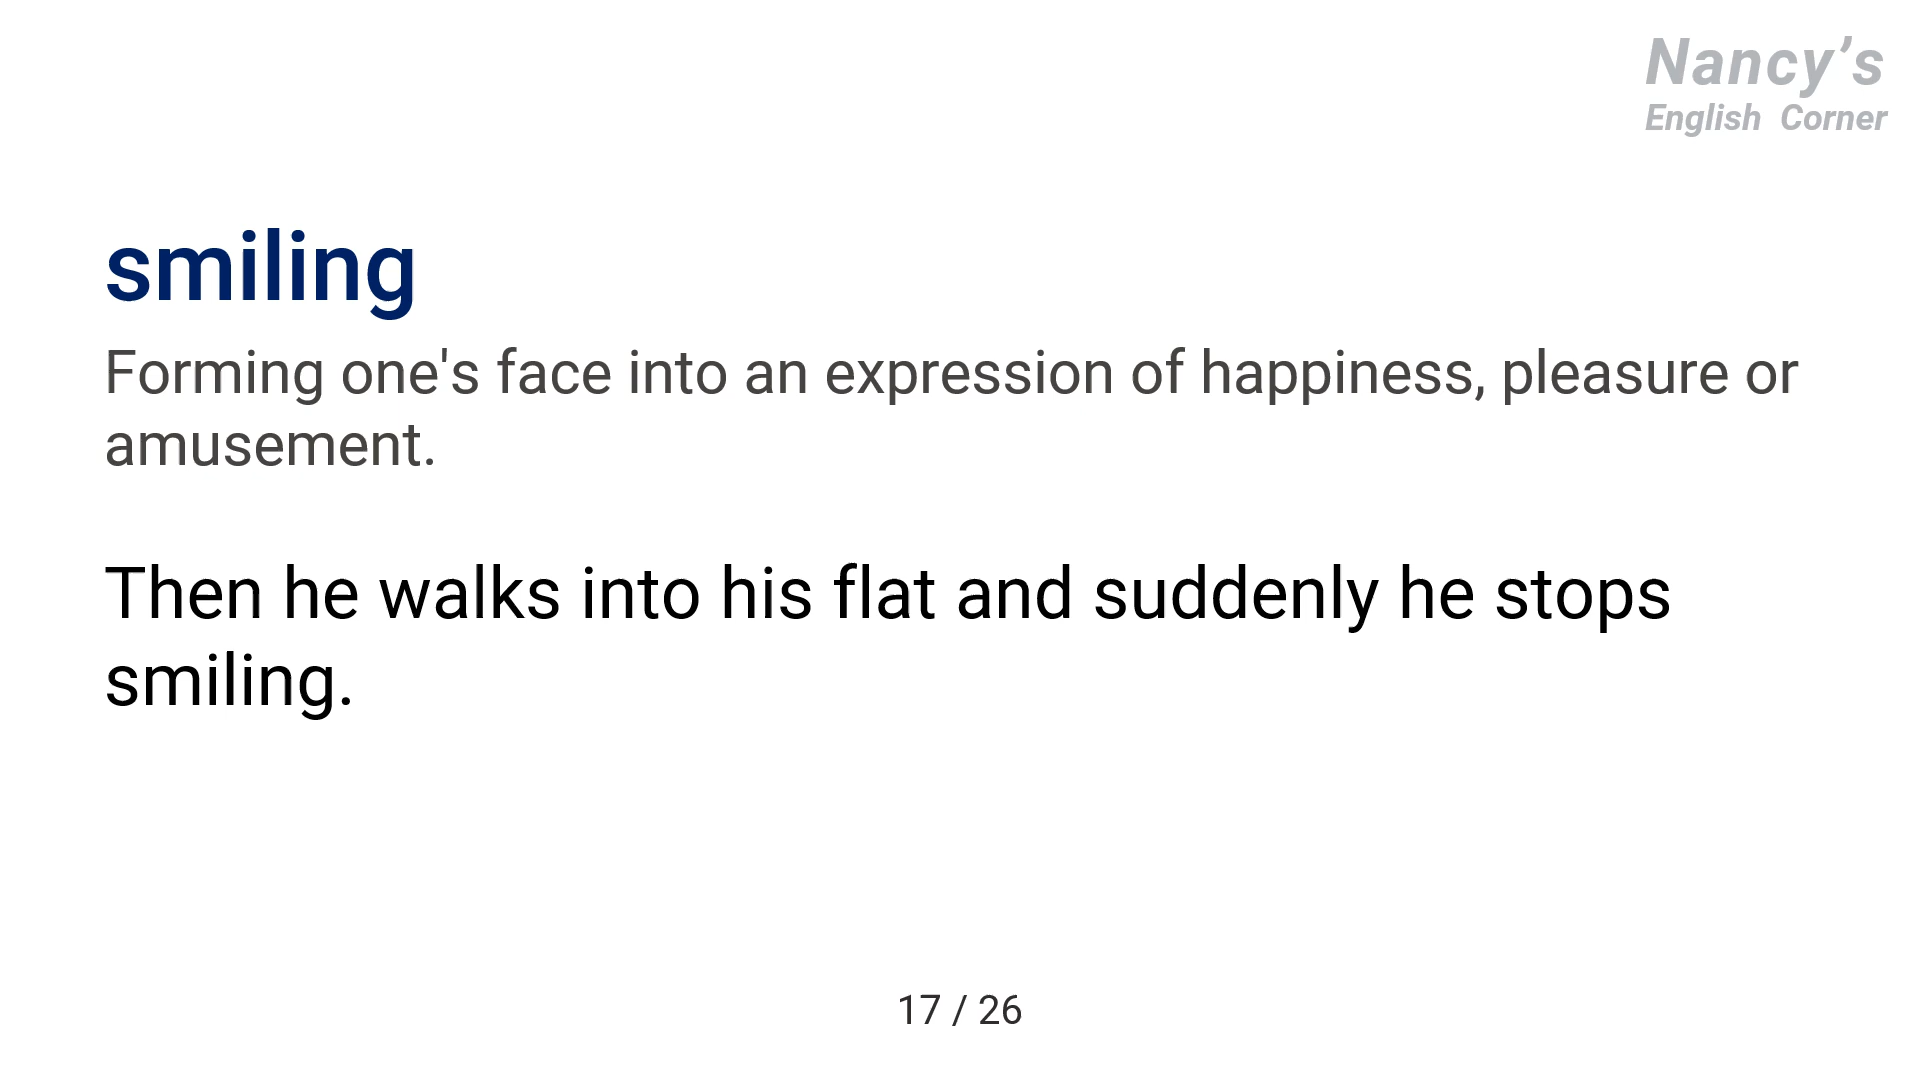 Nancy’s
English Corner
smiling
Forming one's face into an expression of happiness, pleasure or
amusement.
Then he walks into his flat and suddenly he stops
smiling.
17 / 26